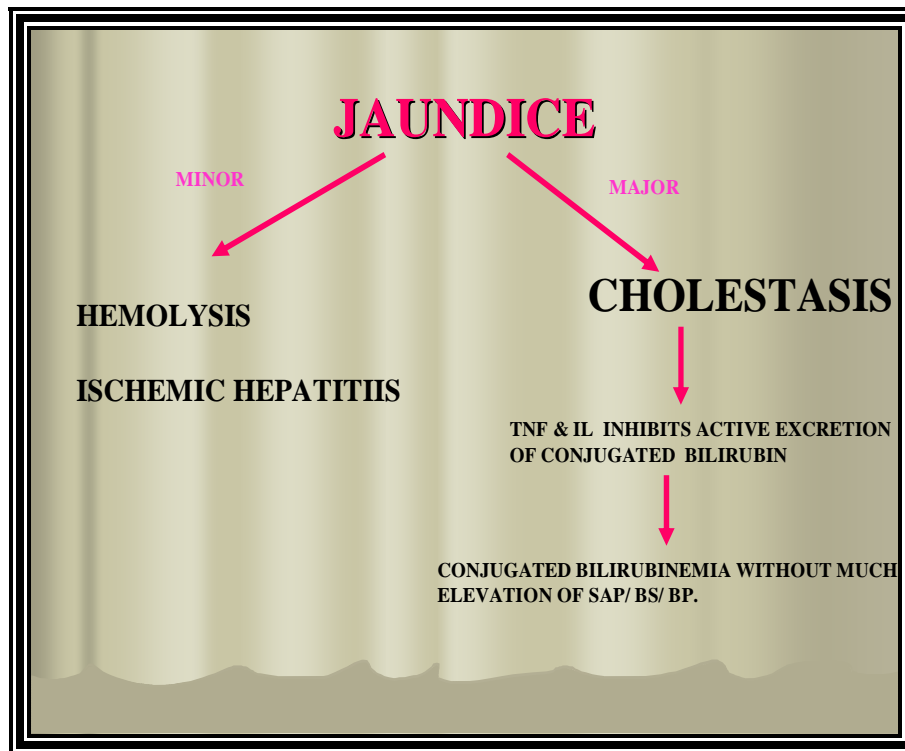 JAUNDICE
MINOR
MAJOR
HEMOLYSIS
ISCHEMIC HEPATITIIS
CHOLESTASIS
TNF & IL INHIBITS ACTIVE EXCRETION
OF CONJUGATED BILIRUBIN
CONJUGATED BILIRUBINEMIA WITHOUT MUCH
ELEVATION OF SAP/ BS/ BP.